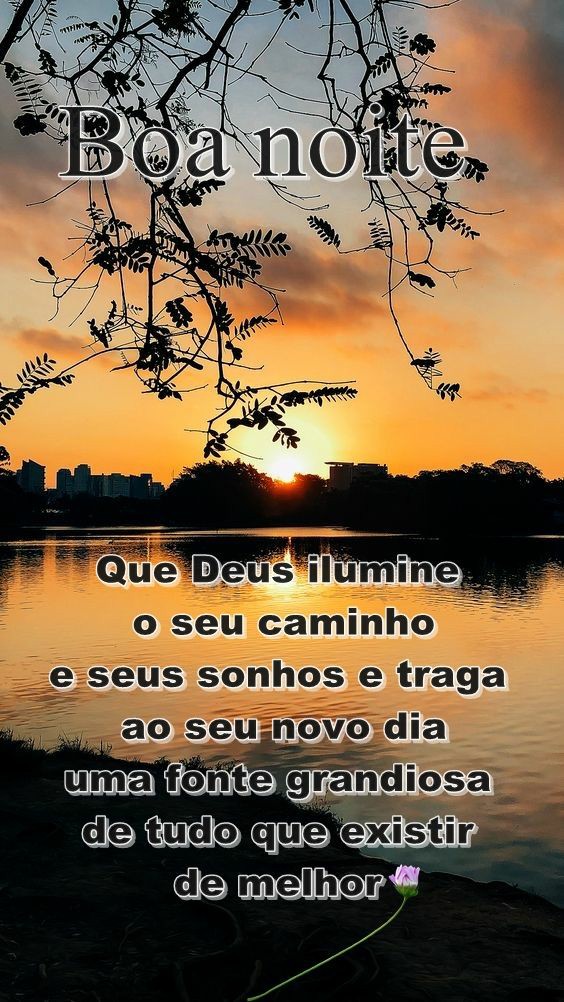 Boa noite
Que Deus ilumine
o seu caminho
e seus sonhos e traga
ao seu novo dia
uma fonte grandiosa
de tudo que existir
de melhor